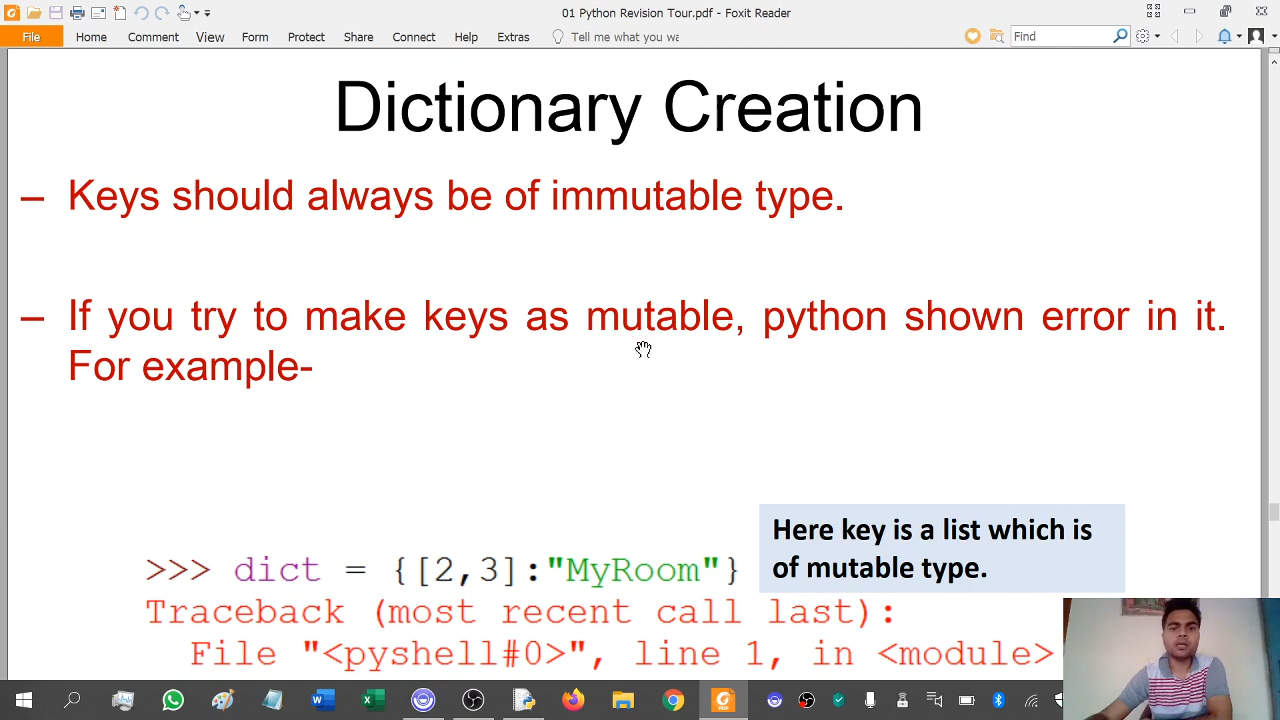 01 Python Revision Tour.pdf - Foxit Reader
File Home Comment View Form Protect Share Connect Help Extras Tell me what you wa Find
Dictionary Creation
– Keys should always be of immutable type.
– If you try to make keys as mutable, python shown error in it.
For example-
Here key is a list which is
of mutable type.
>>> dict = {[2,3]:"MyRoom"}
Traceback (most recent call last):
File "<pyshell#0>", line 1, in <module>